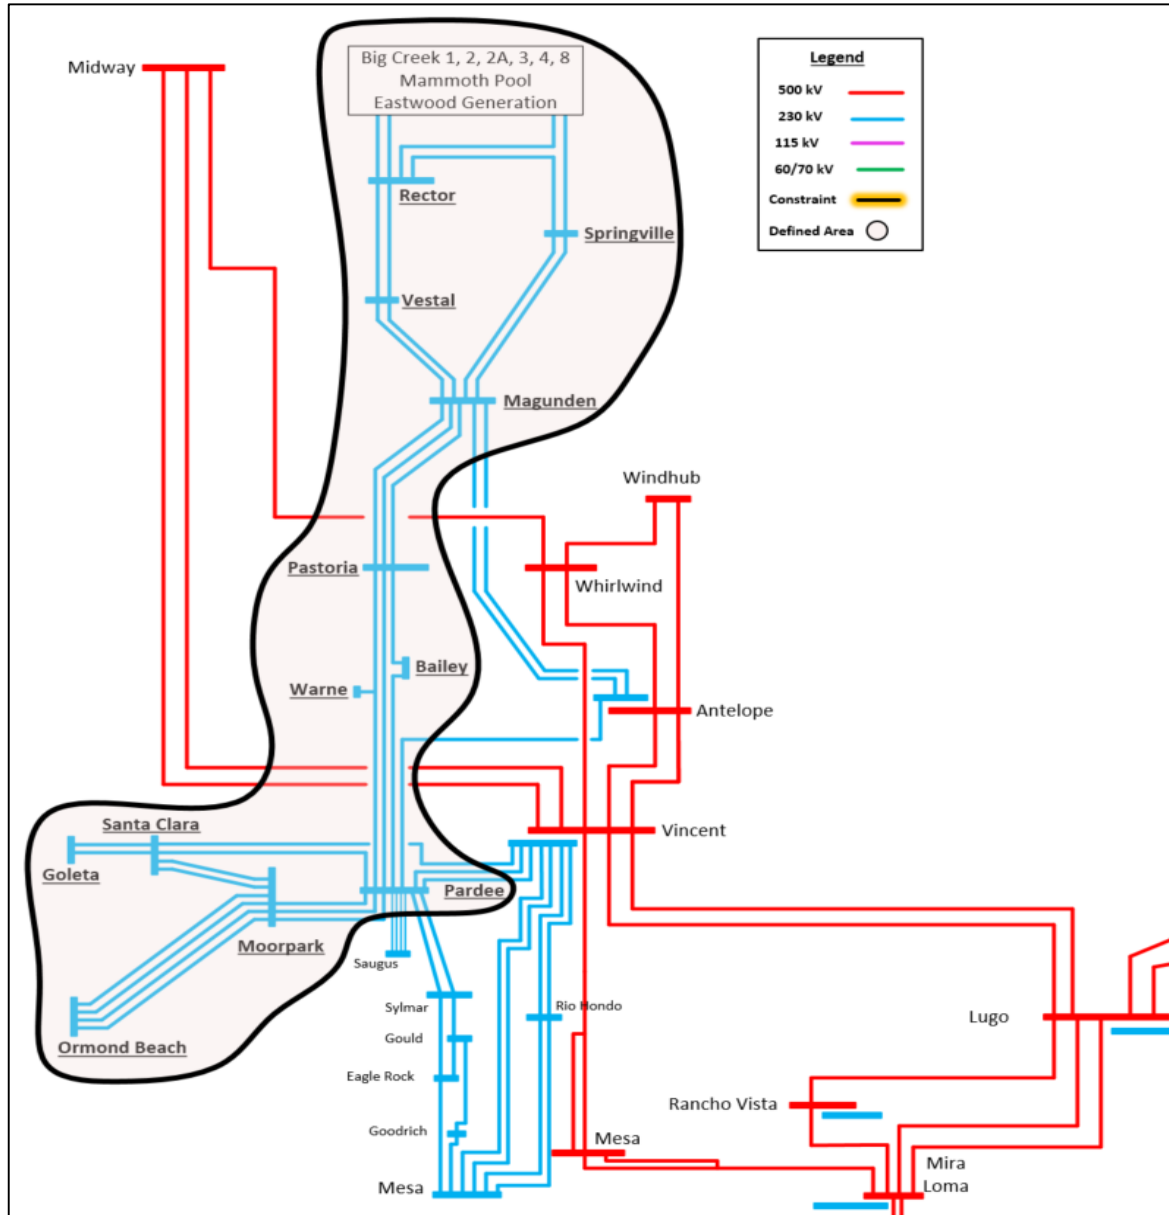 Midway
Big Creek 1, 2, 2A, 3, 4, 8
Mammoth Pool
Eastwood Generation
Legend
500 kV
230 kV
115 kV
60/70 kV
Constraint
Defined Area
Rector
Springville
Vestal
Magunden
Windhub
Pastoria
Whirlwind
Bailey
Warne
Antelope
Santa Clara
Vincent
Goleta
Pardee
Moorpark
Saugus
Sylmar
Rio Hondo
Lugo
Gould
Ormond Beach
Eagle Rock
Rancho Vista
Goodrich
Mesa
Mira
Loma
Mesa